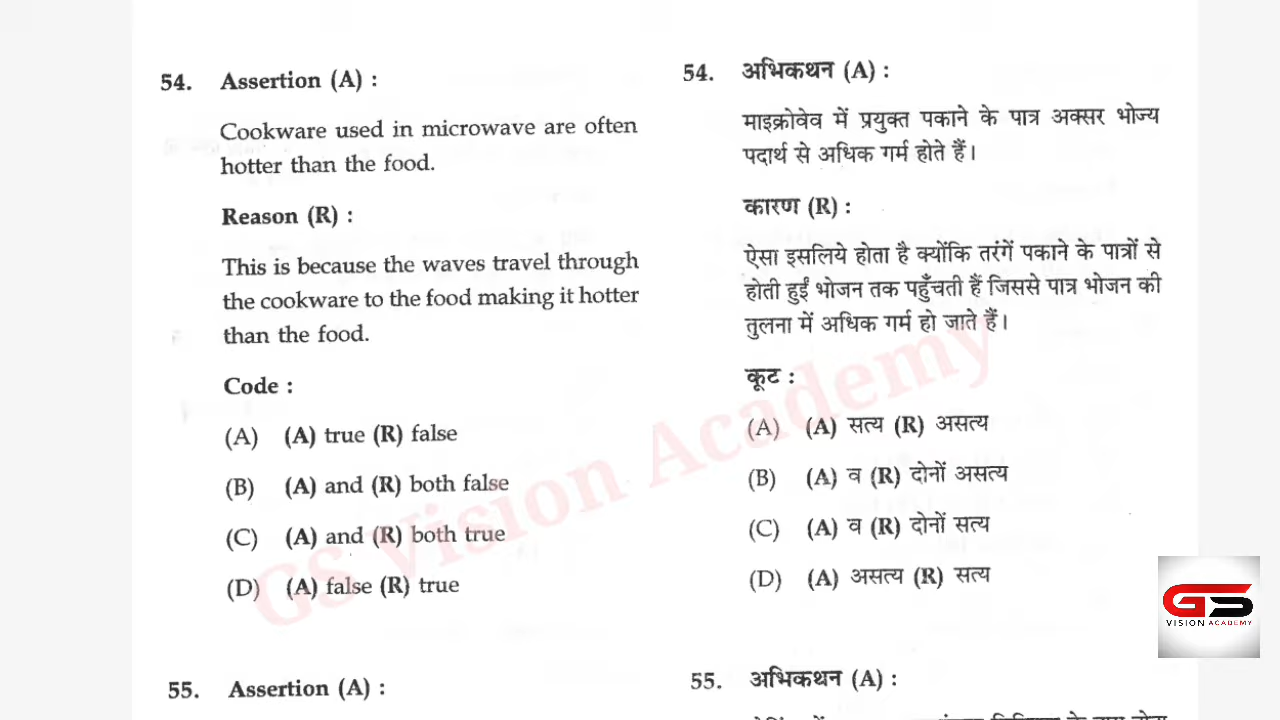 54. Assertion (A) :
Cookware used in microwave are often
hotter than the food.
Reason (R) :
This is because the waves travel through
the cookware to the food making it hotter
than the food.
Code :
(A) (A) true (R) false
(B) (A) and (R) both false
(C) (A) and (R) both true
(D) (A) false (R) true
55. Assertion (A) :
54. अभिकथन (A) :
माइक्रोवेव में प्रयुक्त पकाने के पात्र अक्सर भोज्य
पदार्थ से अधिक गर्म होते हैं।
कारण (R) :
ऐसा इसलिये होता है क्योंकि तरंगें पकाने के पात्रों से
होती हुईं भोजन तक पहुँचती हैं जिससे पात्र भोजन की
तुलना में अधिक गर्म हो जाते हैं।
कूट :
(A) (A) सत्य (R) असत्य
(B) (A) व (R) दोनों असत्य
(C) (A) व (R) दोनों सत्य
(D) (A) असत्य (R) सत्य
55. अभिकथन (A) :
GS Vision Academy
GS
VISION ACADEMY